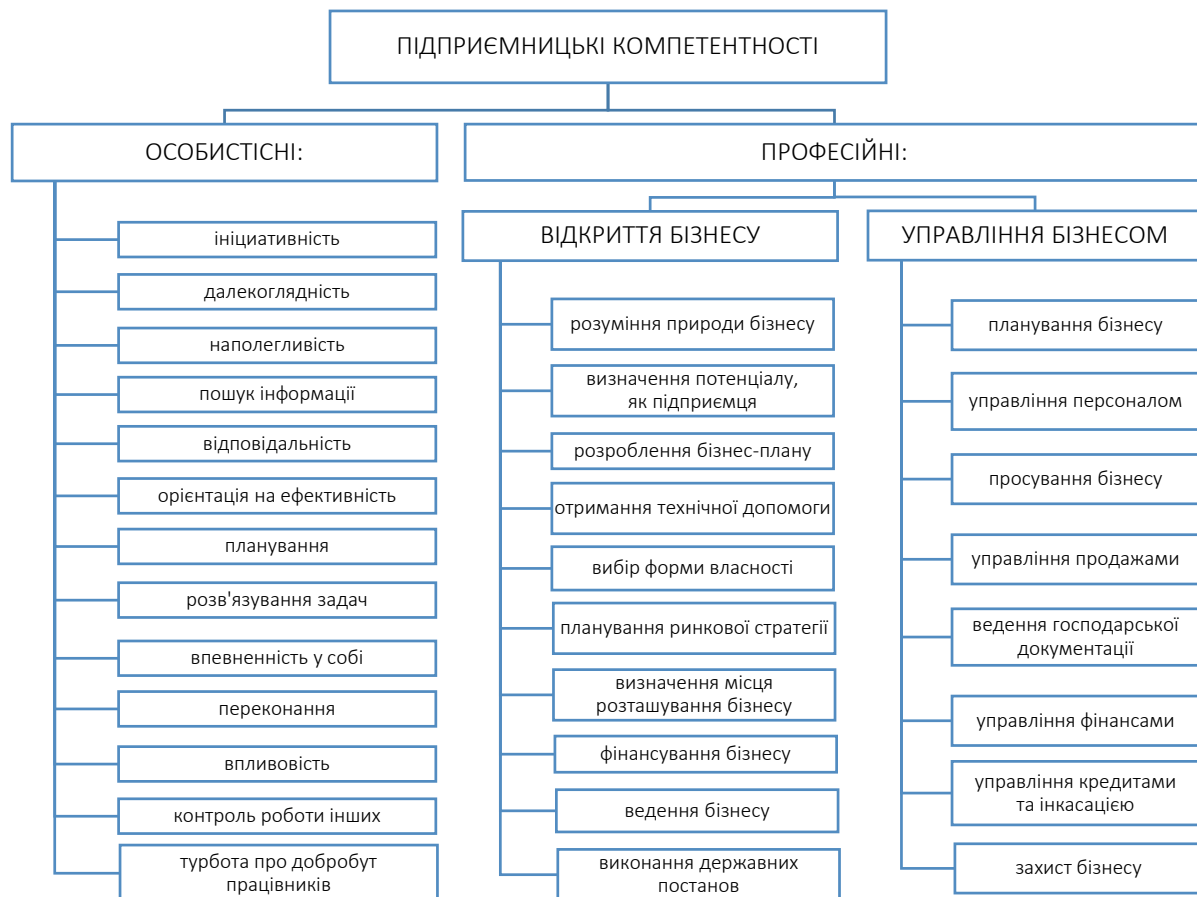 ПІДПРИЄМНИЦЬКІ КОМПЕТЕНТНОСТІ
ОСОБИСТІСНІ:
ініциативність
далекоглядність
наполегливість
пошук інформації
відповідальність
орієнтація на ефективність
планування
розв'язування задач
впевненність у собі
переконання
впливовість
контроль роботи інших
турбота про добробут
працівників
ПРОФЕСІЙНІ:
ВІДКРИТТЯ БІЗНЕСУ
розуміння природи бізнесу
визначення потенціалу,
як підприємця
розроблення бізнес-плану
отримання технічної допомоги
вибір форми власності
планування ринкової стратегії
визначення місця
розташування бізнесу
фінансування бізнесу
ведення бізнесу
виконання державних
постанов
УПРАВЛІННЯ БІЗНЕСОМ
планування бізнесу
управління персоналом
просування бізнесу
управління продажами
ведення господарської
документації
управління фінансами
управління кредитами
та інкасацією
захист бізнесу